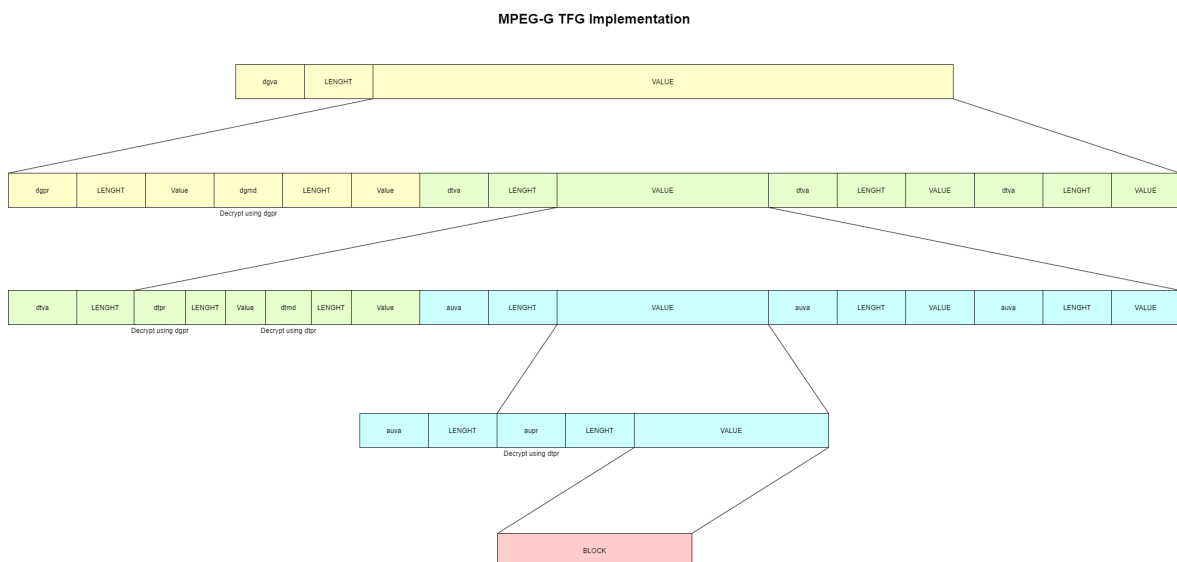 MPEG-G TFG Implementation
dgva LENGHT VALUE
dgpr LENGHT Value dgmd LENGHT Value dtva LENGHT VALUE dtva LENGHT VALUE dtva LENGHT VALUE
Decrypt using dgpr
dtva LENGHT dtpr LENGHT Value dtmd LENGHT Value auva LENGHT VALUE auva LENGHT VALUE auva LENGHT VALUE
Decrypt using dgpr Decrypt using dtpr
auva LENGHT aupr LENGHT VALUE
Decrypt using dtpr
BLOCK